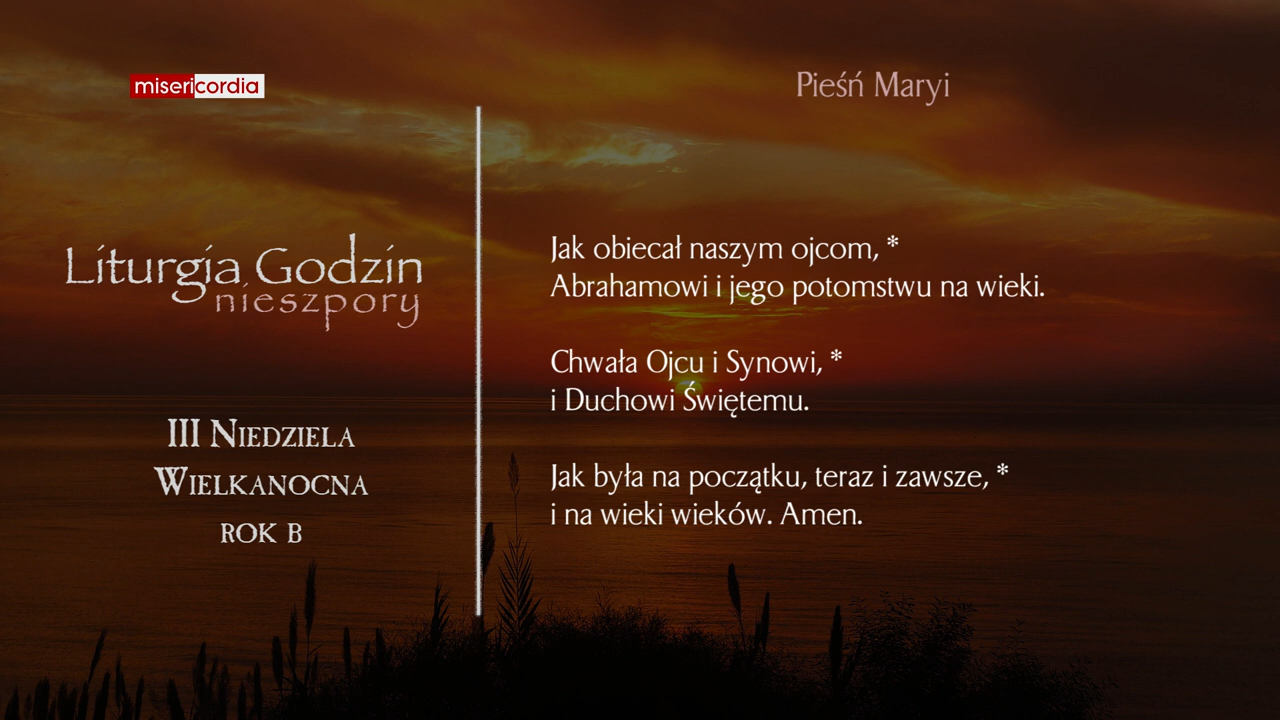 misericordia
Pieśń Maryi
Liturgia Godzin
nieszpory
III Niedziela
Wielkanocna
rok B
Jak obiecał naszym ojcom, *
Abrahamowi i jego potomstwu na wieki.
Chwała Ojcu i Synowi, *
i Duchowi Świętemu.
Jak była na początku, teraz i zawsze, *
i na wieki wieków. Amen.